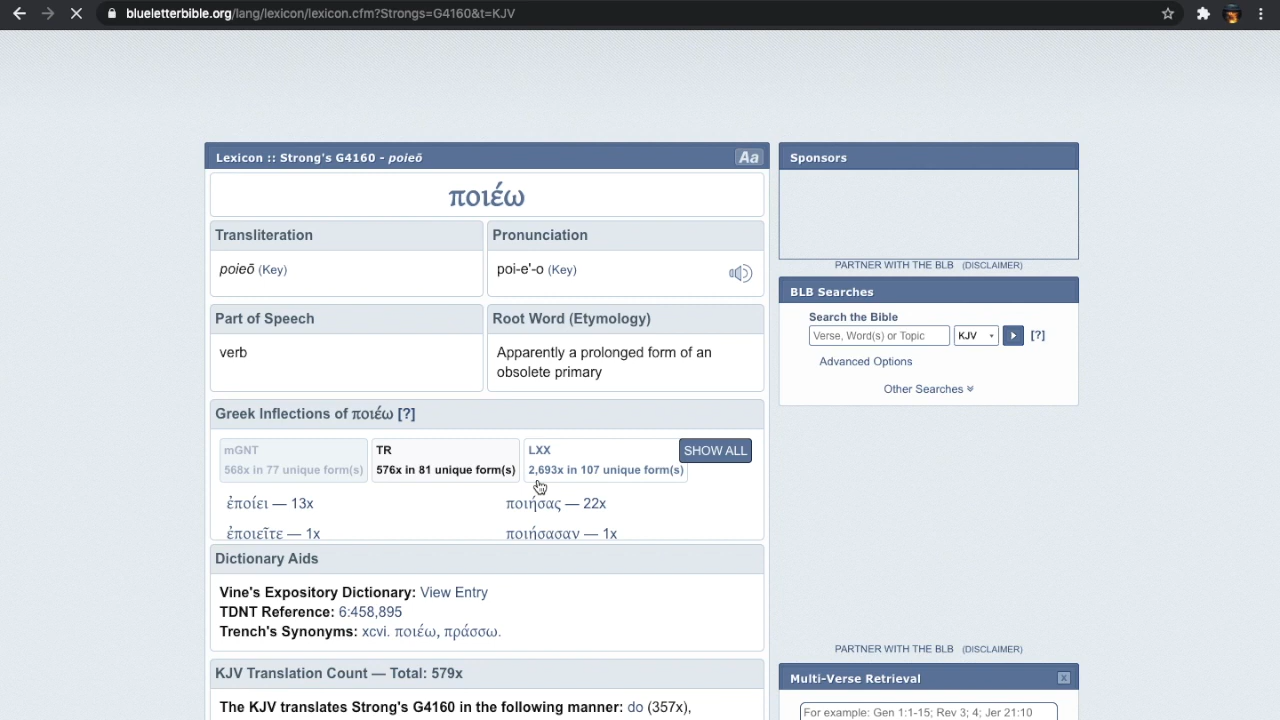 blueletterbible.org/lang/lexicon/lexicon.cfm?Strongs=G4160&t=KJV
Lexicon :: Strong's G4160 - poieō
Aa
ποιέω
Transliteration
Pronunciation
poieō (Key)
poi-e'-o (Key)
Part of Speech
Root Word (Etymology)
verb
Apparently a prolonged form of an
obsolete primary
Greek Inflections of ποιέω [?]
mGNT
568x in 77 unique form(s)
TR
576x in 81 unique form(s)
LXX
2,693x in 107 unique form(s)
SHOW ALL
ἐποίει — 13x
ποιήσας — 22x
ἐποιεῖτε — 1x
ποιήσασαν — 1x
Dictionary Aids
Vine's Expository Dictionary: View Entry
TDNT Reference: 6:458,895
Trench's Synonyms: xcvi. ποιέω, πράσσω.
KJV Translation Count — Total: 579x
The KJV translates Strong's G4160 in the following manner: do (357x),
Sponsors
PARTNER WITH THE BLB (DISCLAIMER)
BLB Searches
Search the Bible
Verse, Word(s) or Topic
KJV
[?]
Advanced Options
Other Searches
PARTNER WITH THE BLB (DISCLAIMER)
Multi-Verse Retrieval
x
For example: Gen 1:1-15; Rev 3; 4; Jer 21:10